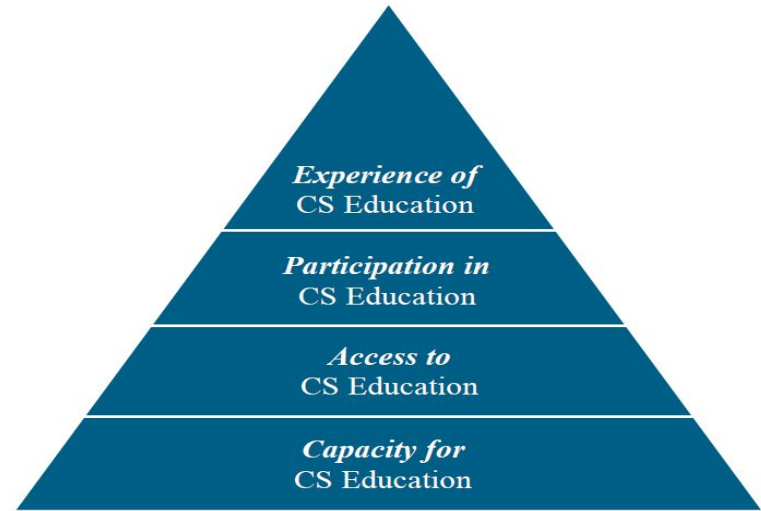 Experience of
CS Education
Participation in
CS Education
Access to
CS Education
Capacity for
CS Education